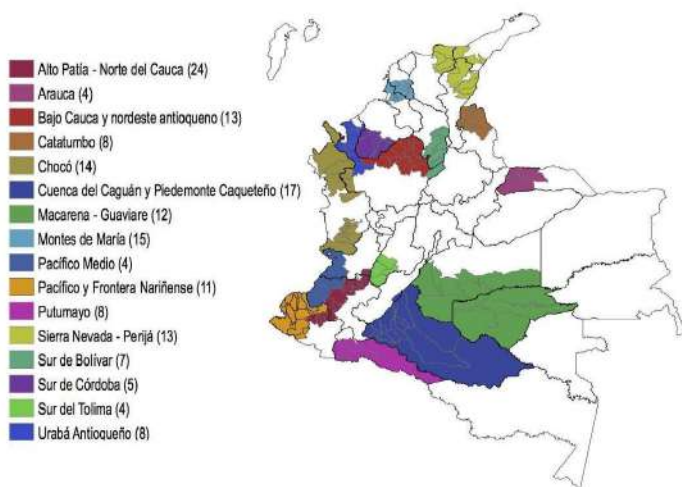 Alto Patía - Norte del Cauca (24)
Arauca (4)
Bajo Cauca y nordeste antioqueno (13)
Catatumbo (8)
Chocó (14)
Cuenca del Caguán y Piedemonte Caqueteño (17)
Macarena - Guaviare (12)
Montes de María (15)
Pacífico Medio (4)
Pacífico y Frontera Nariñense (11)
Putumayo (8)
Sierra Nevada - Perijá (13)
Sur de Bolívar (7)
Sur de Córdoba (5)
Sur del Tolima (4)
Urabá Antioqueño (8)